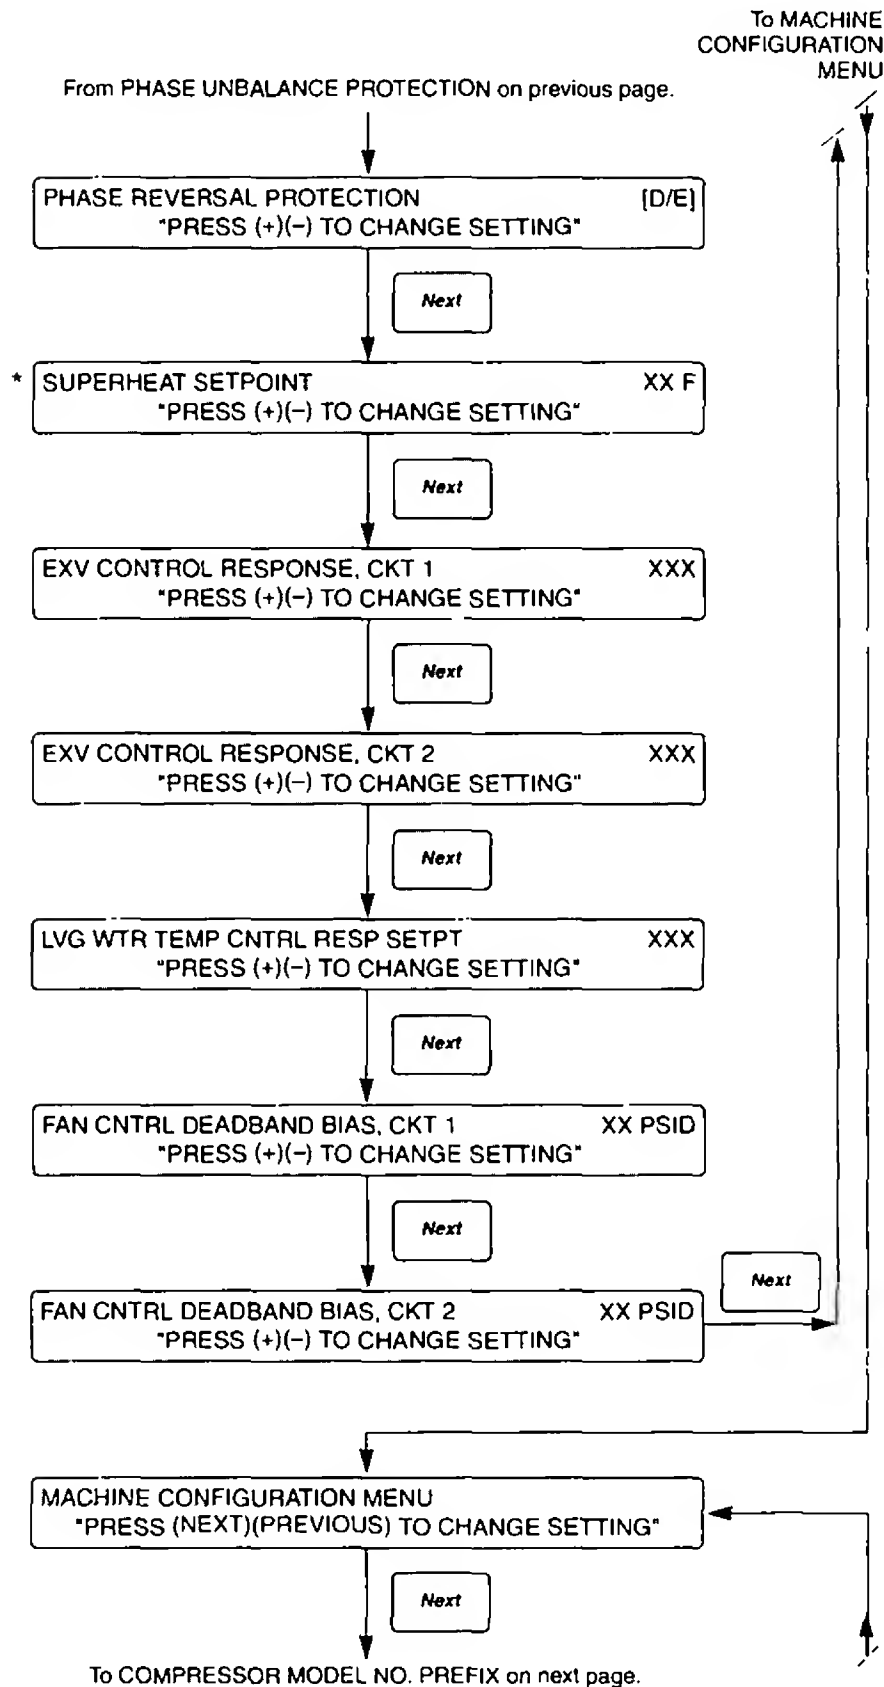 To MACHINE
CONFIGURATION
MENU
From PHASE UNBALANCE PROTECTION on previous page.
PHASE REVERSAL PROTECTION [D/E]
"PRESS (+)(−) TO CHANGE SETTING"
Next
* SUPERHEAT SETPOINT XX F
"PRESS (+)(−) TO CHANGE SETTING"
Next
EXV CONTROL RESPONSE, CKT 1 XXX
"PRESS (+)(−) TO CHANGE SETTING"
Next
EXV CONTROL RESPONSE, CKT 2 XXX
"PRESS (+)(−) TO CHANGE SETTING"
Next
LVG WTR TEMP CNTRL RESP SETPT XXX
"PRESS (+)(−) TO CHANGE SETTING"
Next
FAN CNTRL DEADBAND BIAS, CKT 1 XX PSID
"PRESS (+)(−) TO CHANGE SETTING"
Next
Next
FAN CNTRL DEADBAND BIAS, CKT 2 XX PSID
"PRESS (+)(−) TO CHANGE SETTING"
MACHINE CONFIGURATION MENU
"PRESS (NEXT)(PREVIOUS) TO CHANGE SETTING"
Next
To COMPRESSOR MODEL NO. PREFIX on next page.